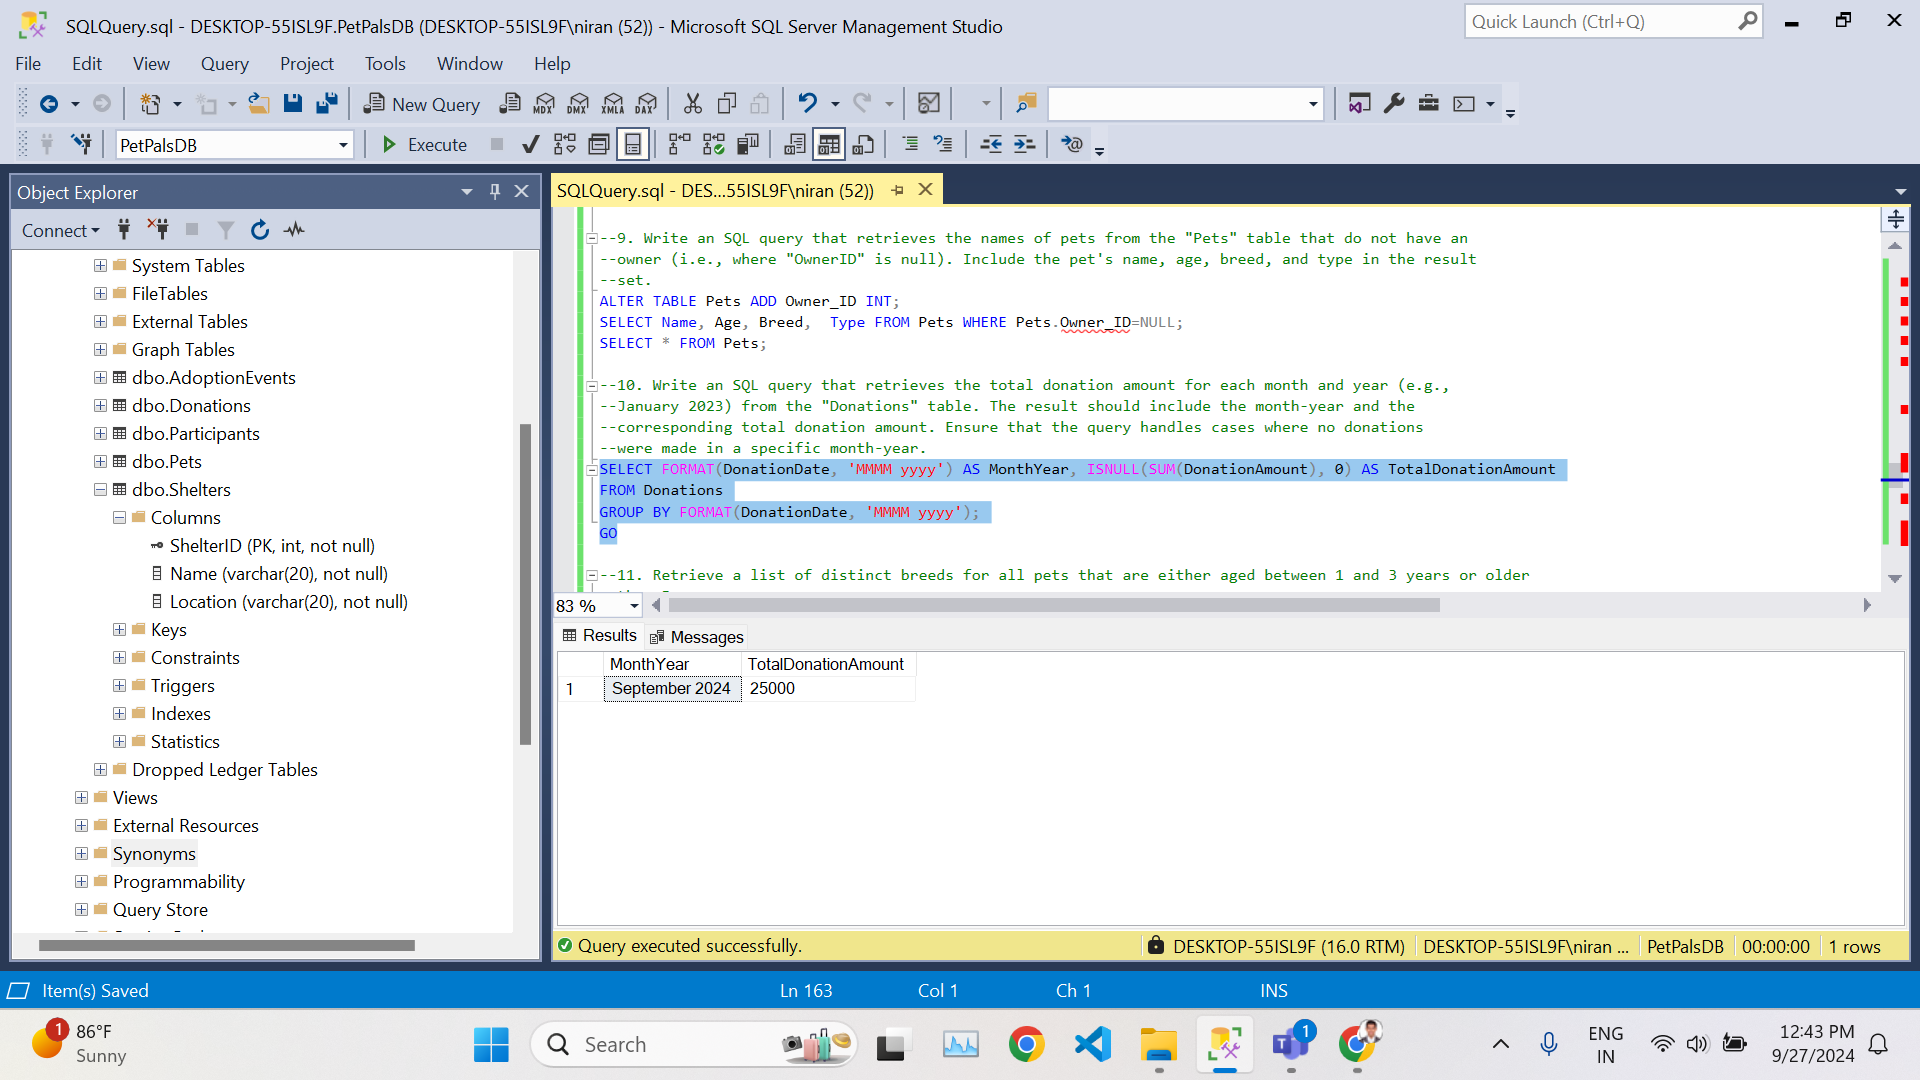 SQLQuery.sql - DESKTOP-55ISL9F.PetPalsDB (DESKTOP-55ISL9F\niran (52)) - Microsoft SQL Server Management Studio
Quick Launch (Ctrl+Q)
File Edit View Query Project Tools Window Help
New Query MDX DMX XMLA DAX
PetPalsDB Execute
Object Explorer
Connect
System Tables
FileTables
External Tables
Graph Tables
dbo.AdoptionEvents
dbo.Donations
dbo.Participants
dbo.Pets
dbo.Shelters
Columns
ShelterID (PK, int, not null)
Name (varchar(20), not null)
Location (varchar(20), not null)
Keys
Constraints
Triggers
Indexes
Statistics
Dropped Ledger Tables
Views
External Resources
Synonyms
Programmability
Query Store
SQLQuery.sql - DES...55ISL9F\niran (52))
--9. Write an SQL query that retrieves the names of pets from the "Pets" table that do not have an
--owner (i.e., where "OwnerID" is null). Include the pet's name, age, breed, and type in the result
--set.
ALTER TABLE Pets ADD Owner_ID INT;
SELECT Name, Age, Breed,  Type FROM Pets WHERE Pets.Owner_ID=NULL;
SELECT * FROM Pets;
--10. Write an SQL query that retrieves the total donation amount for each month and year (e.g.,
--January 2023) from the "Donations" table. The result should include the month-year and the
--corresponding total donation amount. Ensure that the query handles cases where no donations
--were made in a specific month-year.
SELECT FORMAT(DonationDate, 'MMMM yyyy') AS MonthYear, ISNULL(SUM(DonationAmount), 0) AS TotalDonationAmount
FROM Donations
GROUP BY FORMAT(DonationDate, 'MMMM yyyy');
GO
--11. Retrieve a list of distinct breeds for all pets that are either aged between 1 and 3 years or older
83 %
Results Messages
MonthYear TotalDonationAmount
1 September 2024 25000
Query executed successfully. DESKTOP-55ISL9F (16.0 RTM) DESKTOP-55ISL9F\niran ... PetPalsDB 00:00:00 1 rows
Item(s) Saved Ln 163 Col 1 Ch 1 INS
1 86°F
Sunny
Search
1
ENG
IN
12:43 PM
9/27/2024